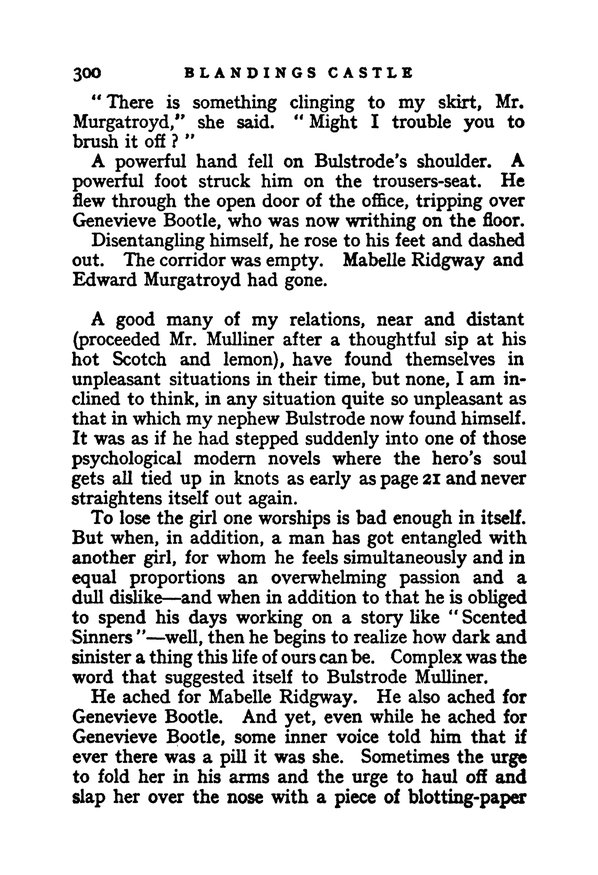 300 BLANDINGS CASTLE
“ There is something clinging to my skirt, Mr.
Murgatroyd,” she said. “ Might I trouble you to
brush it off ? ”
A powerful hand fell on Bulstrode’s shoulder. A
powerful foot struck him on the trousers-seat. He
flew through the open door of the office, tripping over
Genevieve Bootle, who was now writhing on the floor.
Disentangling himself, he rose to his feet and dashed
out. The corridor was empty. Mabelle Ridgway and
Edward Murgatroyd had gone.
A good many of my relations, near and distant
(proceeded Mr. Mulliner after a thoughtful sip at his
hot Scotch and lemon), have found themselves in
unpleasant situations in their time, but none, I am in-
clined to think, in any situation quite so unpleasant as
that in which my nephew Bulstrode now found himself.
It was as if he had stepped suddenly into one of those
psychological modern novels where the hero’s soul
gets all tied up in knots as early as page 21 and never
straightens itself out again.
To lose the girl one worships is bad enough in itself.
But when, in addition, a man has got entangled with
another girl, for whom he feels simultaneously and in
equal proportions an overwhelming passion and a
dull dislike—and when in addition to that he is obliged
to spend his days working on a story like “ Scented
Sinners ”—well, then he begins to realize how dark and
sinister a thing this life of ours can be. Complex was the
word that suggested itself to Bulstrode Mulliner.
He ached for Mabelle Ridgway. He also ached for
Genevieve Bootle. And yet, even while he ached for
Genevieve Bootle, some inner voice told him that if
ever there was a pill it was she. Sometimes the urge
to fold her in his arms and the urge to haul off and
slap her over the nose with a piece of blotting-paper